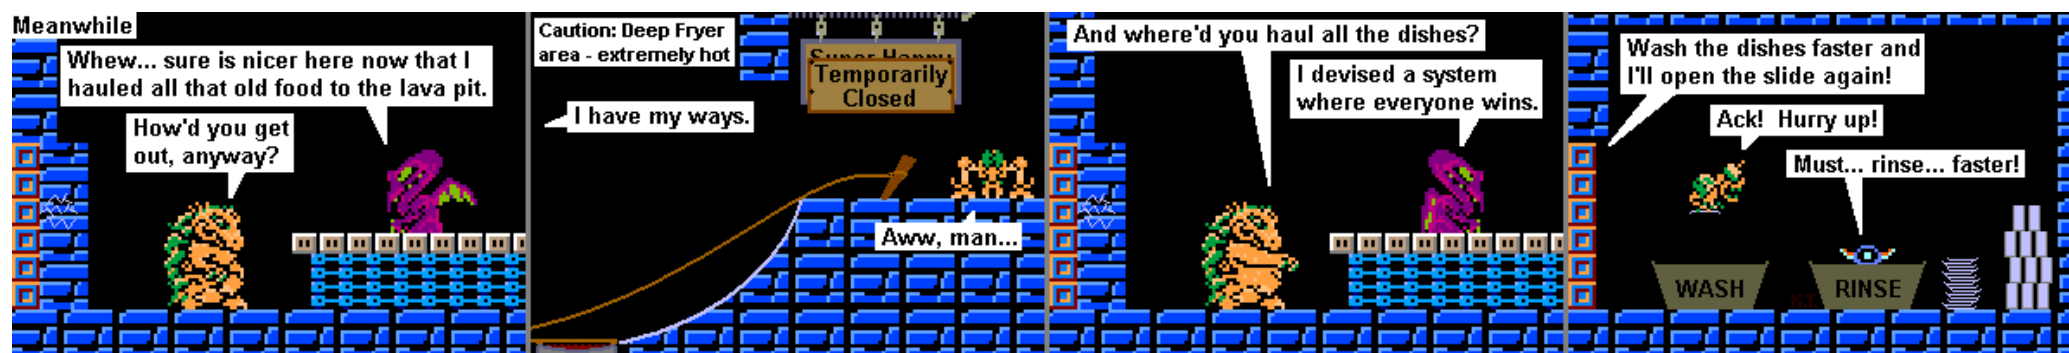 Meanwhile
Whew... sure is nicer here now that I
hauled all that old food to the lava pit.
How'd you get
out, anyway?
Caution: Deep Fryer
area - extremely hot
Super Happy
Temporarily
Closed
I have my ways.
Aww, man...
And where'd you haul all the dishes?
I devised a system
where everyone wins.
Wash the dishes faster and
I'll open the slide again!
Ack! Hurry up!
Must... rinse... faster!
WASH
RINSE